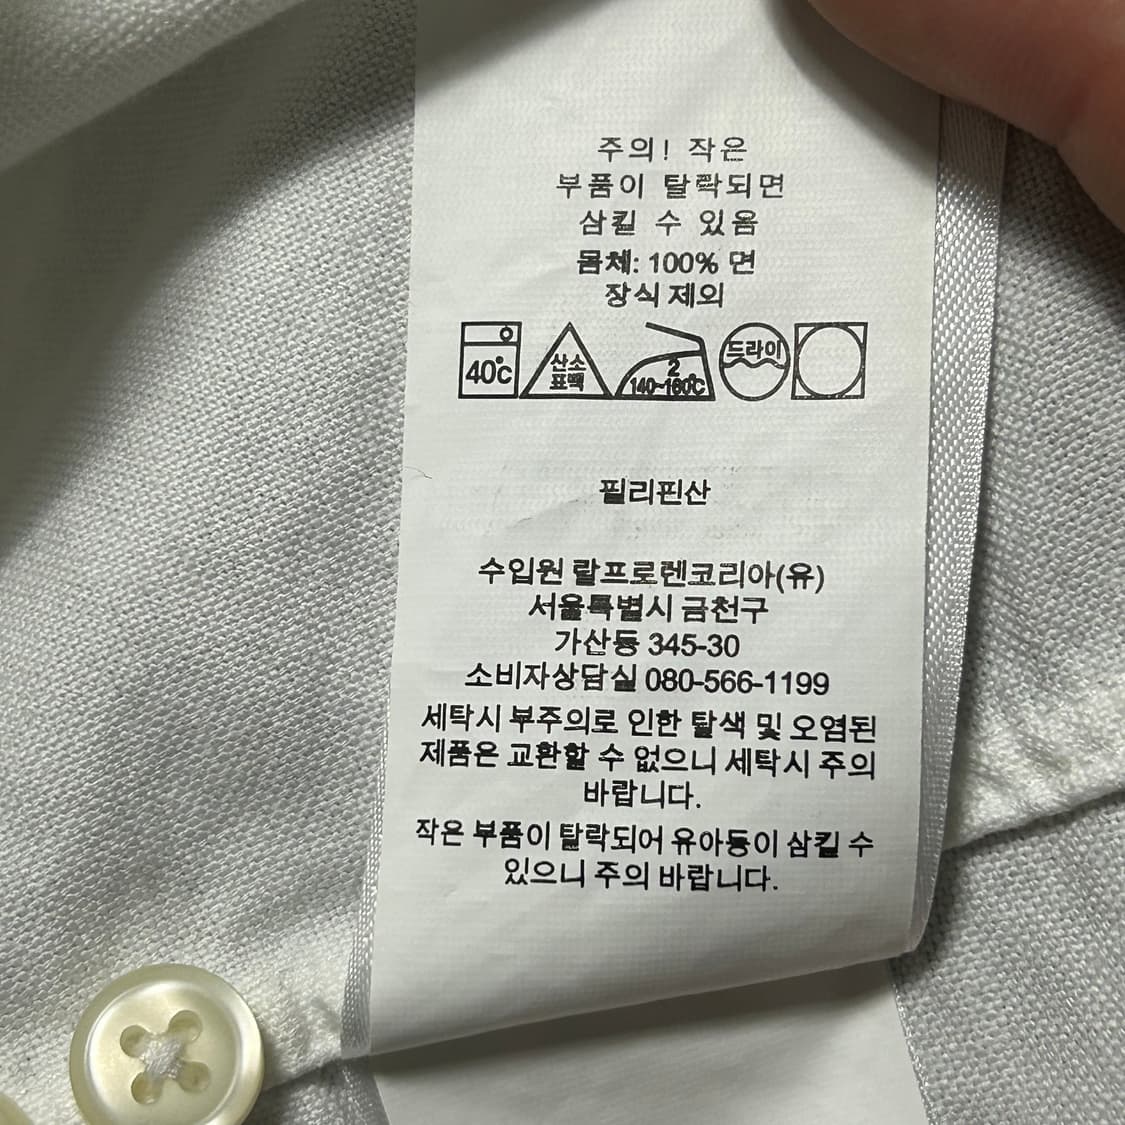 주의! 작은
부품이 탈락되면
삼킬 수 있음
몸체: 100% 면
장식 제외
40℃
산소
표백
2
140~160℃
드라이
필리핀산
수입원 랄프로렌코리아(유)
서울특별시 금천구
가산동 345-30
소비자상담실 080-566-1199
세탁시 부주의로 인한 탈색 및 오염된
제품은 교환할 수 없으니 세탁시 주의
바랍니다.
작은 부품이 탈락되어 유아등이 삼킬 수
있으니 주의 바랍니다.